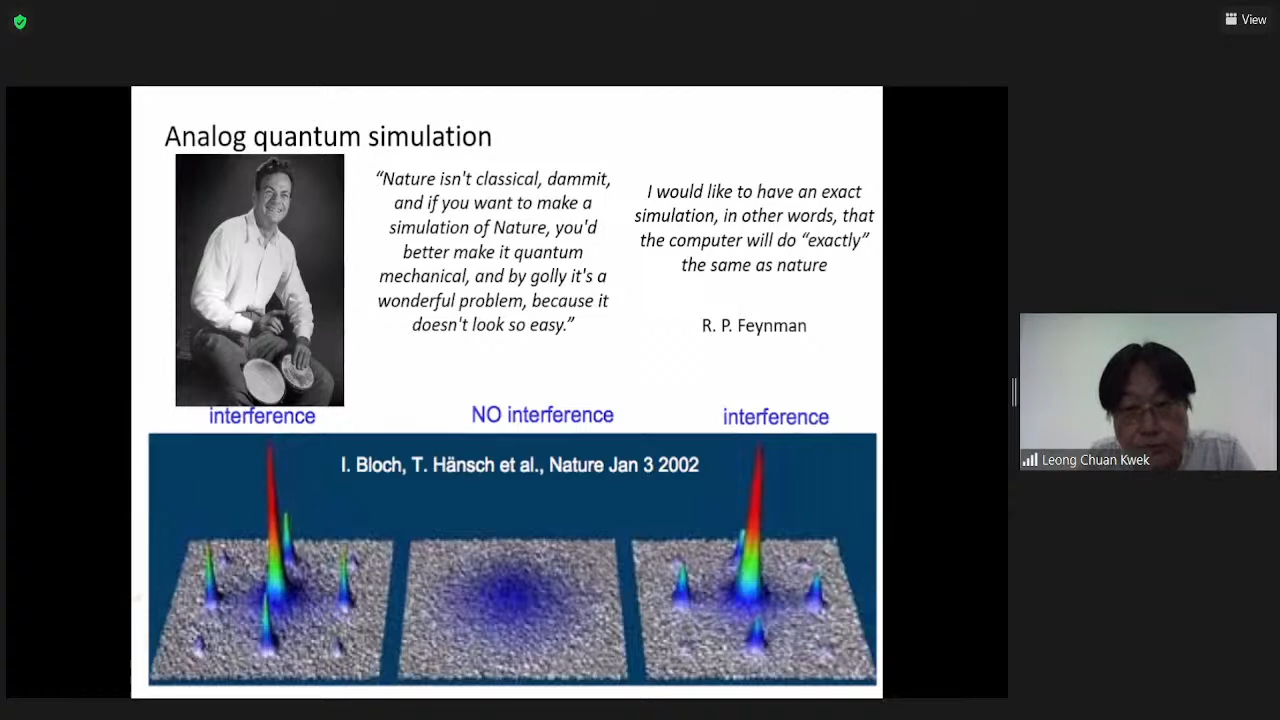 View
Analog quantum simulation
“Nature isn't classical, dammit,
and if you want to make a
simulation of Nature, you'd
better make it quantum
mechanical, and by golly it's a
wonderful problem, because it
doesn't look so easy.”
I would like to have an exact
simulation, in other words, that
the computer will do “exactly”
the same as nature
R. P. Feynman
interference
NO interference
interference
I. Bloch, T. Hänsch et al., Nature Jan 3 2002
Leong Chuan Kwek